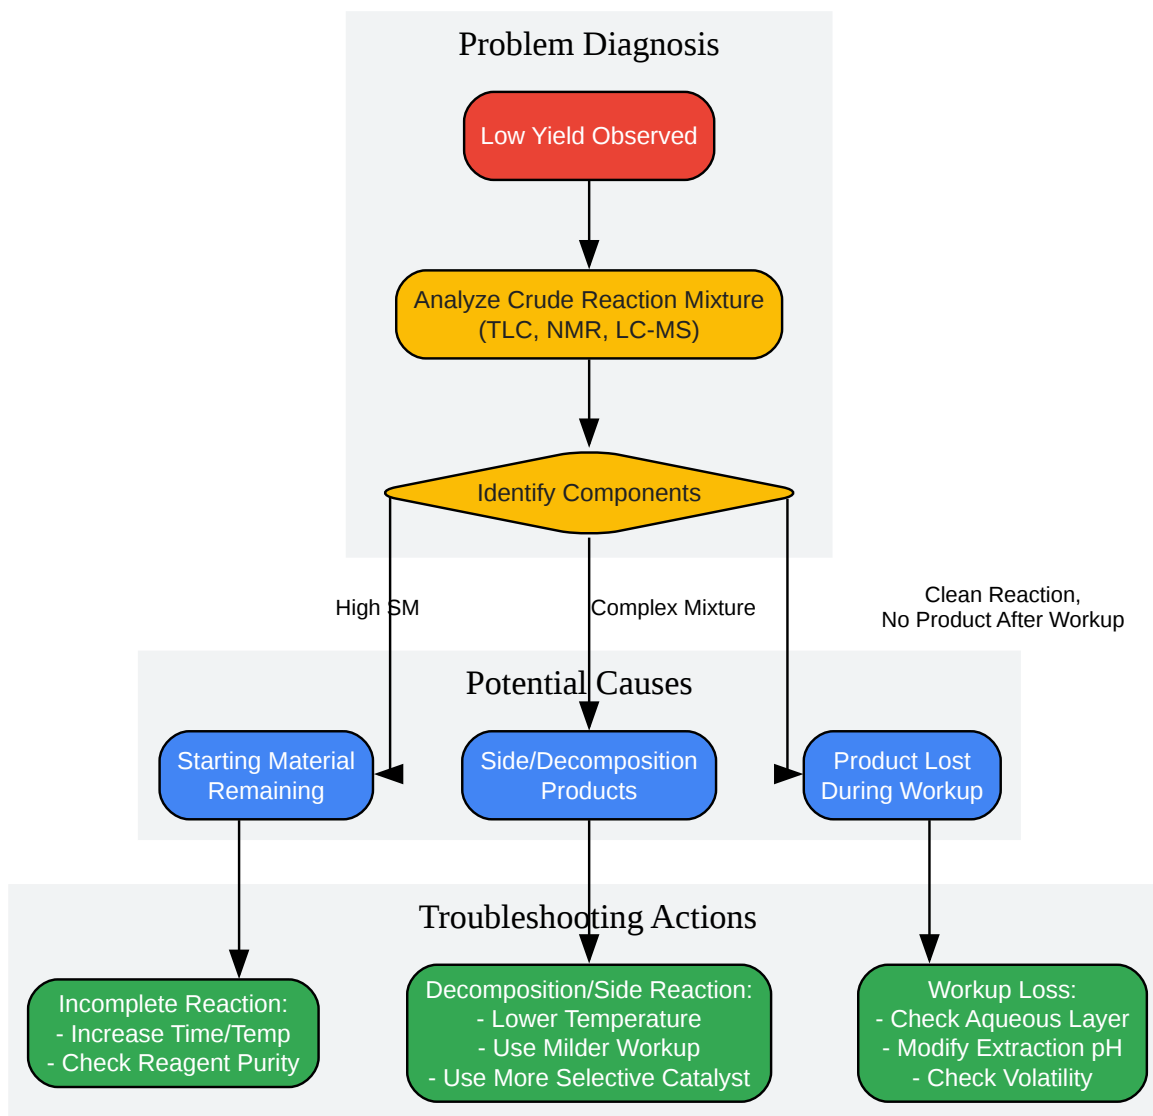 Problem Diagnosis
Low Yield Observed
Analyze Crude Reaction Mixture
(TLC, NMR, LC-MS)
Identify Components
High SM
Complex Mixture
Clean Reaction,
No Product After Workup
Potential Causes
Starting Material
Remaining
Side/Decomposition
Products
Product Lost
During Workup
Troubleshooting Actions
Incomplete Reaction:
- Increase Time/Temp
- Check Reagent Purity
Decomposition/Side Reaction:
- Lower Temperature
- Use Milder Workup
- Use More Selective Catalyst
Workup Loss:
- Check Aqueous Layer
- Modify Extraction pH
- Check Volatility